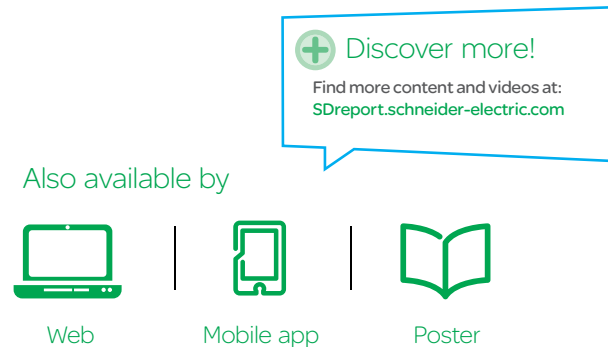 Discover more!
Find more content and videos at:
SDreport.schneider-electric.com
Also available by
Web
Mobile app
Poster